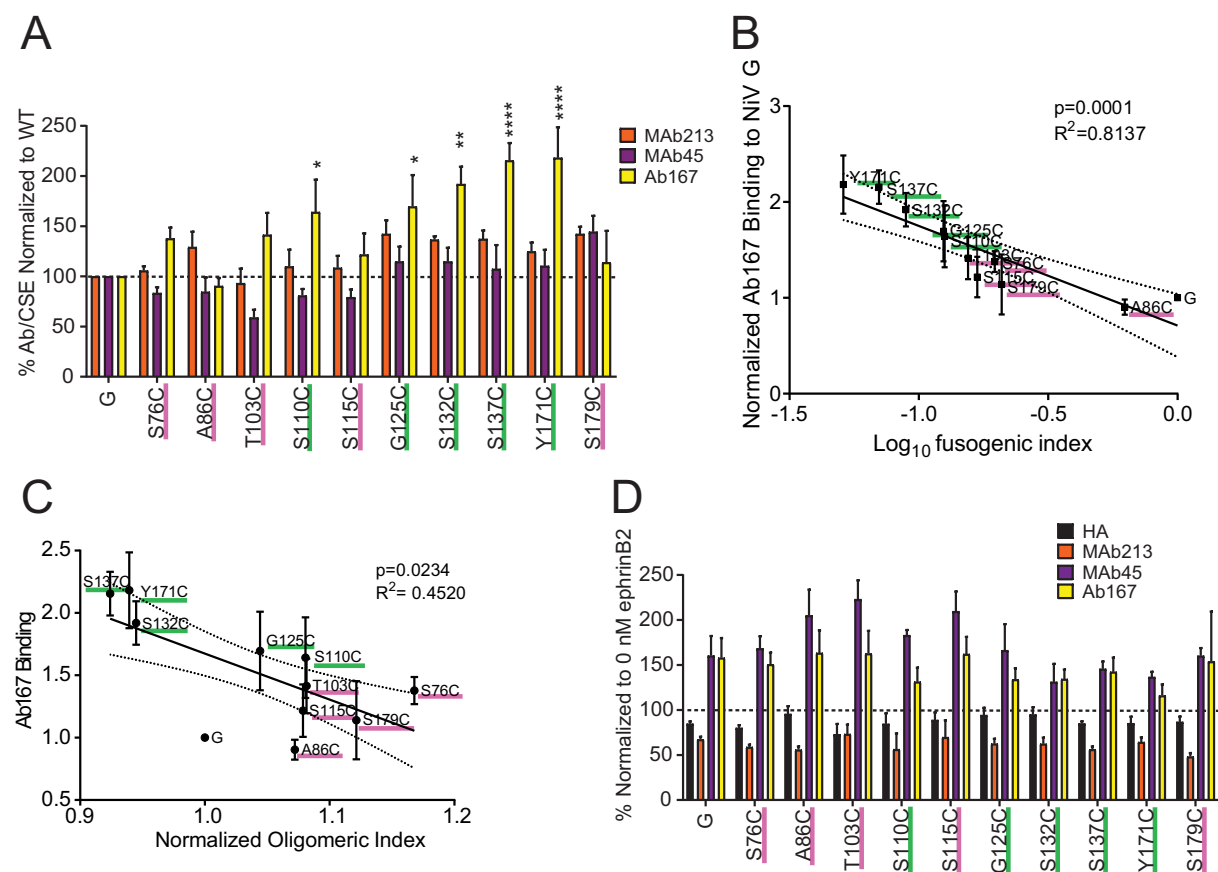 A
% Ab/CSE Normalized to WT
250
200
150
100
50
0
*
*
**
****
****
MAb213
MAb45
Ab167
G
S76C
A86C
T103C
S110C
S115C
G125C
S132C
S137C
Y171C
S179C
B
Normalized Ab167 Binding to NiV G
3
2
1
0
p=0.0001
R²=0.8137
Y171C
S137C
S132C
G125C
S110C
T103C
S76C
S115C
S179C
A86C
G
-1.5
-1.0
-0.5
0.0
Log₁₀ fusogenic index
C
Ab167 Binding
2.5
2.0
1.5
1.0
0.5
p=0.0234
R²= 0.4520
S137C
Y171C
S132C
G125C
S110C
T103C
S76C
S115C
S179C
G
A86C
0.9
1.0
1.1
1.2
Normalized Oligomeric Index
D
% Normalized to 0 nM ephrinB2
250
200
150
100
50
0
HA
MAb213
MAb45
Ab167
G
S76C
A86C
T103C
S110C
S115C
G125C
S132C
S137C
Y171C
S179C